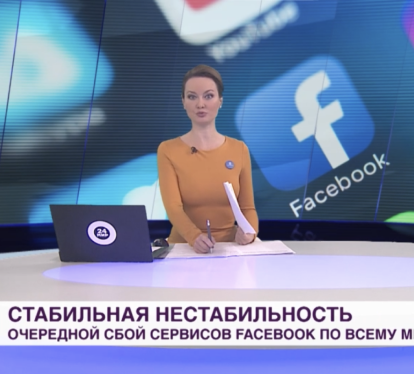 YouTube
Facebook
24
СТАБИЛЬНАЯ НЕСТАБИЛЬНОСТЬ
ОЧЕРЕДНОЙ СБОЙ СЕРВИСОВ FACEBOOK ПО ВСЕМУ